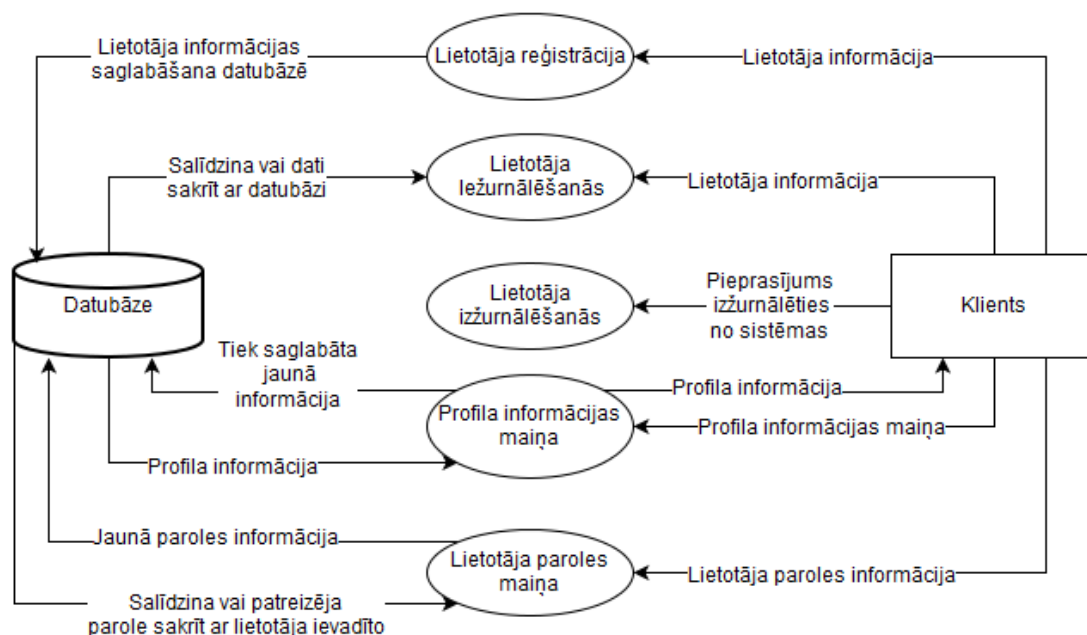 Lietotāja informācijas
saglabāšana datubāzē
Lietotāja reģistrācija
Lietotāja informācija
Salīdzina vai dati
sakrīt ar datubāzi
Lietotāja
Iežurnālēšanās
Lietotāja informācija
Datubāze
Lietotāja
izžurnālēšanās
Pieprasījums
izžurnālēties
no sistēmas
Klients
Tiek saglabāta
jaunā
informācija
Profila informācija
Profila informācijas
maiņa
Profila informācijas maiņa
Profila informācija
Jaunā paroles informācija
Lietotāja paroles
maiņa
Lietotāja paroles informācija
Salīdzina vai patreizēja
parole sakrīt ar lietotāja ievadīto